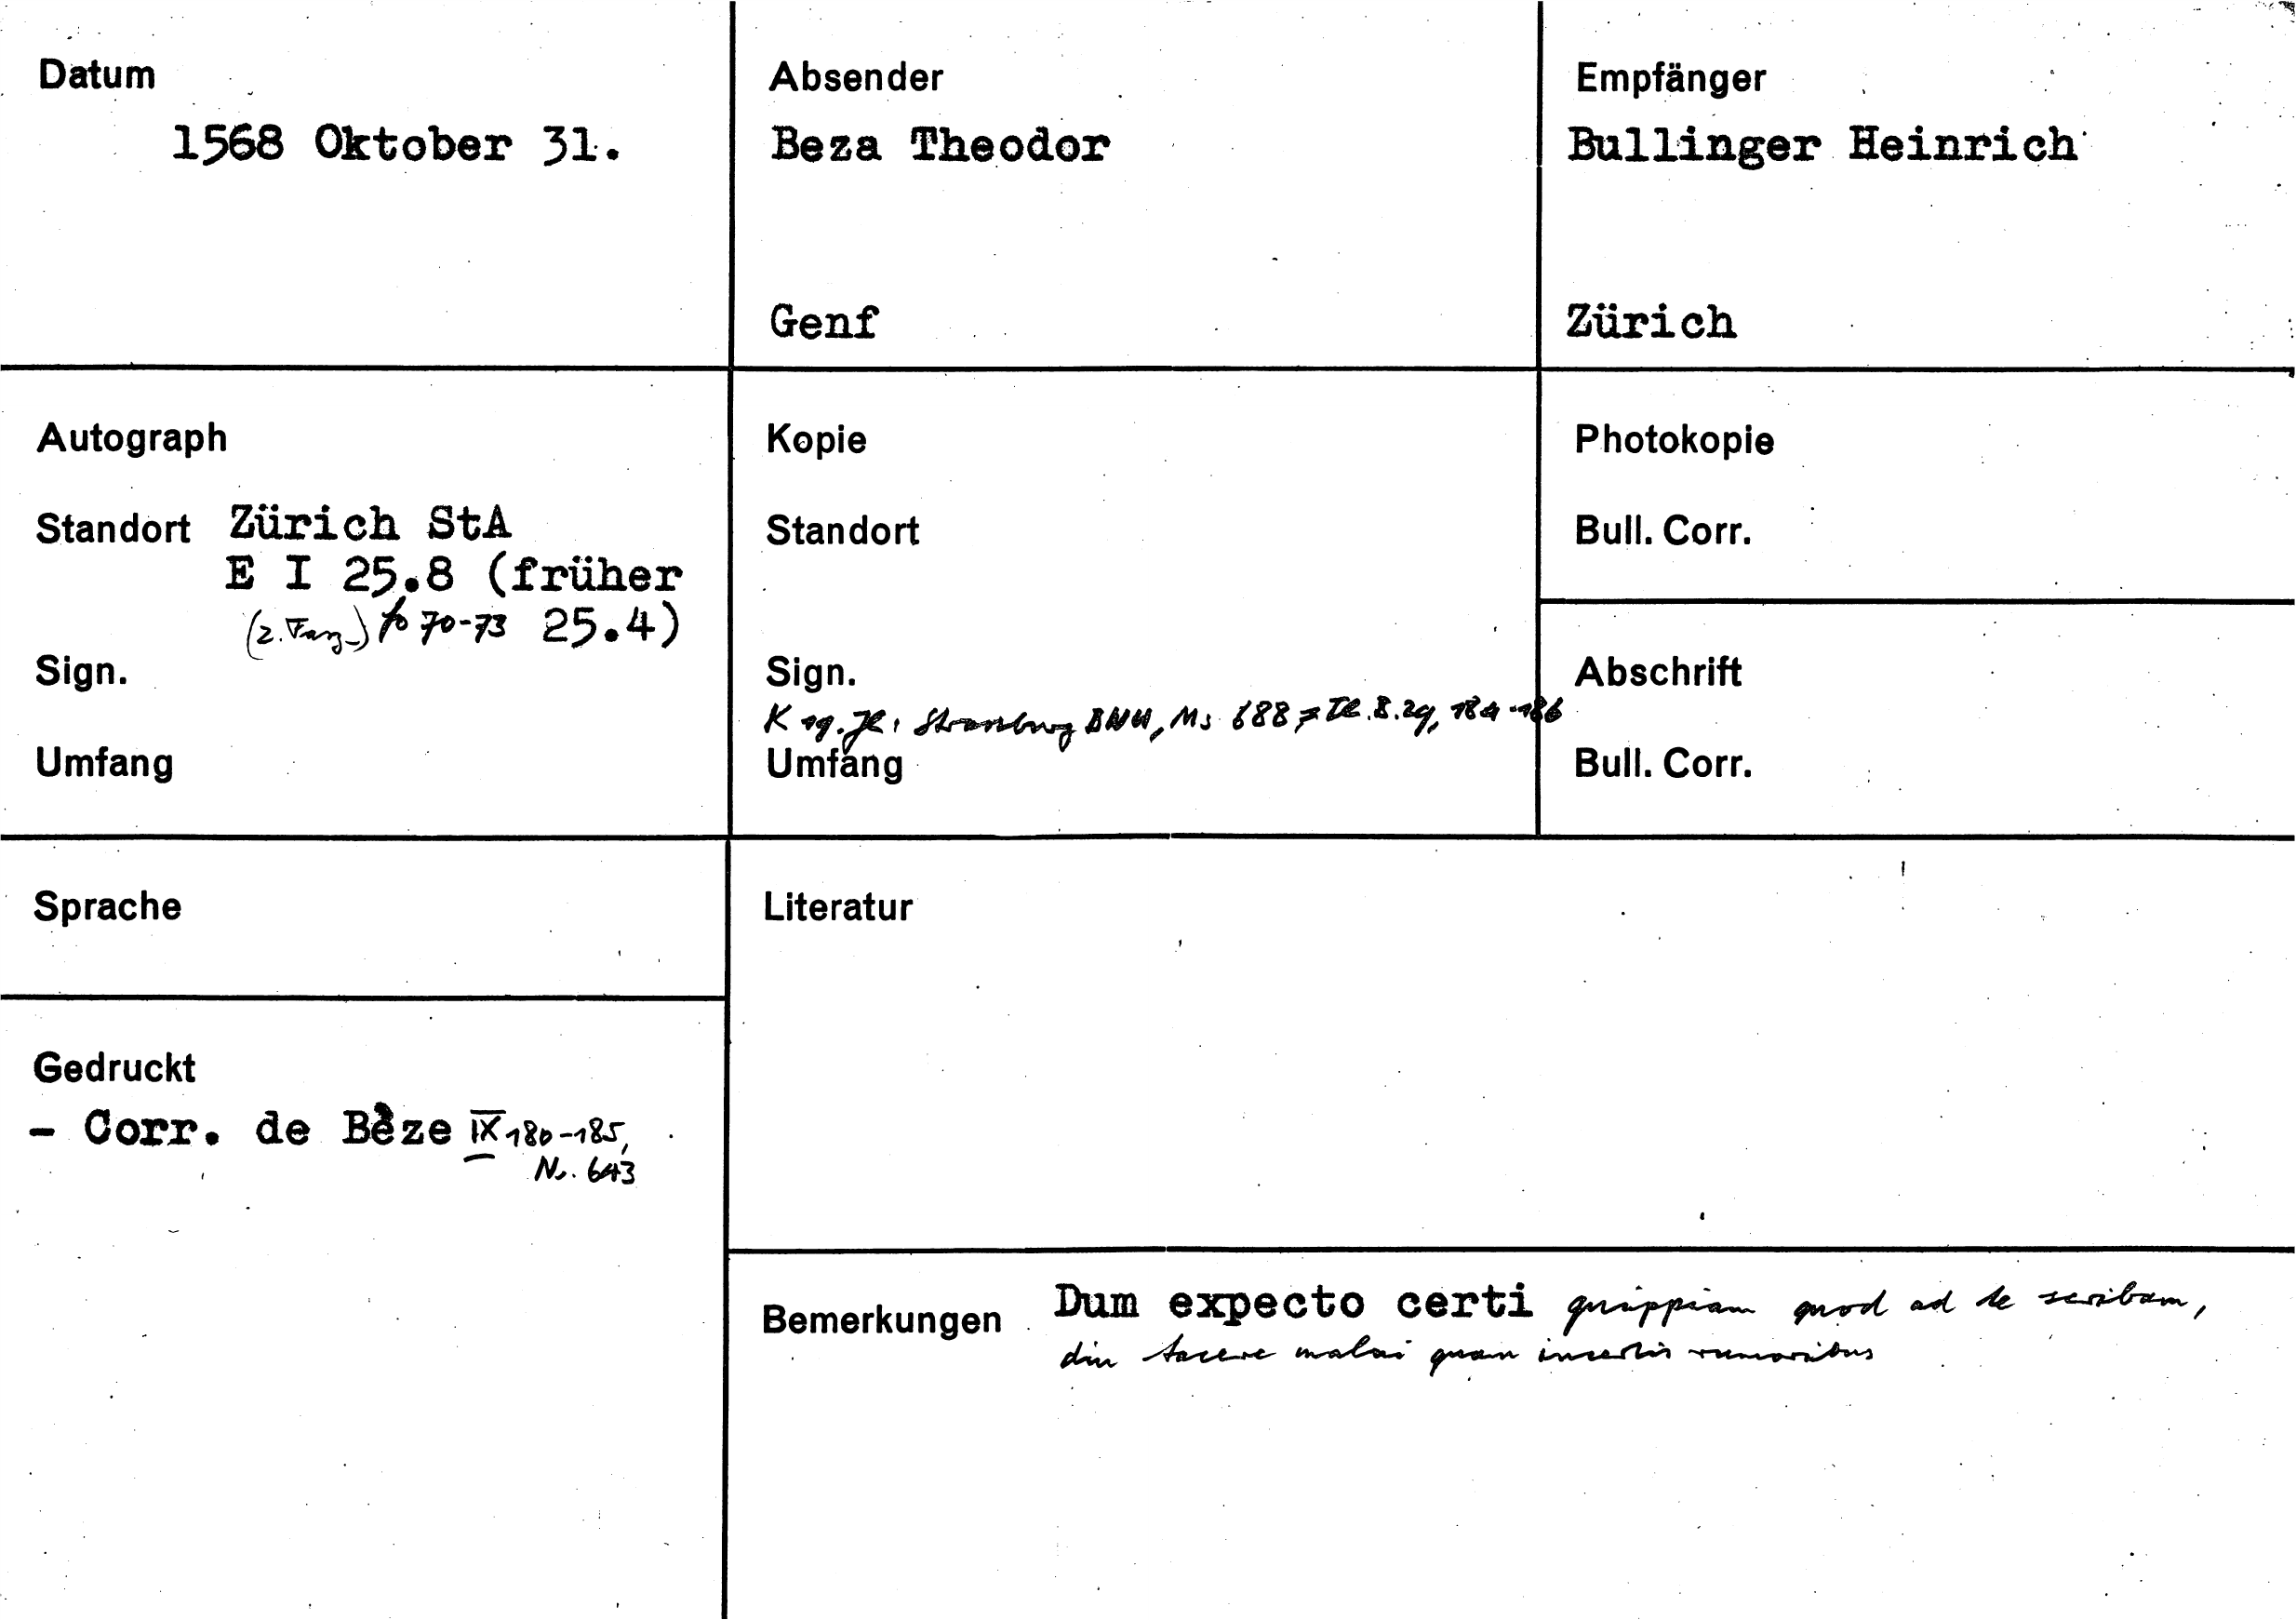 Datum
1568 Oktober 31.
Absender
Beza Theodor
Genf
Empfänger
Bullinger Heinrich
Zürich
Autograph
Standort Zürich StA
E I 25.8 (früher
(2. Fasz.) fo 70-73 25.4)
Sign.
Umfang
Kopie
Standort
Sign.
K 19. Jh: Strassburg BNU, Ms 688 = Th. B. 29, 184-186
Umfang
Photokopie
Bull. Corr.
Abschrift
Bull. Corr.
Sprache
Gedruckt
- Corr. de Bèze IX 180-185,
Nr. 643
Literatur
Bemerkungen Dum expecto certi quippiam quod ad te scribam,
diu tacere malui quam incertis rumoribus